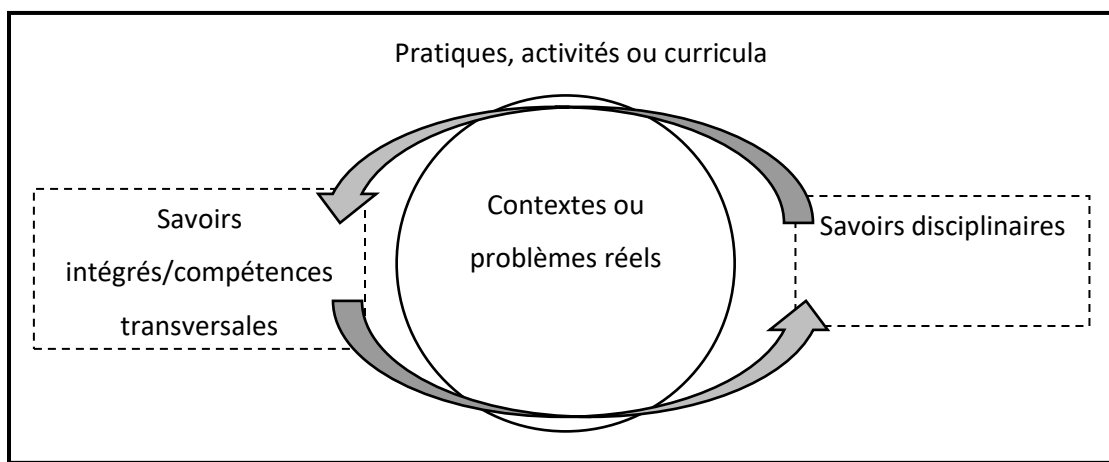 Pratiques, activités ou curricula
Contextes ou
problèmes réels
Savoirs
intégrés/compétences
transversales
Savoirs disciplinaires